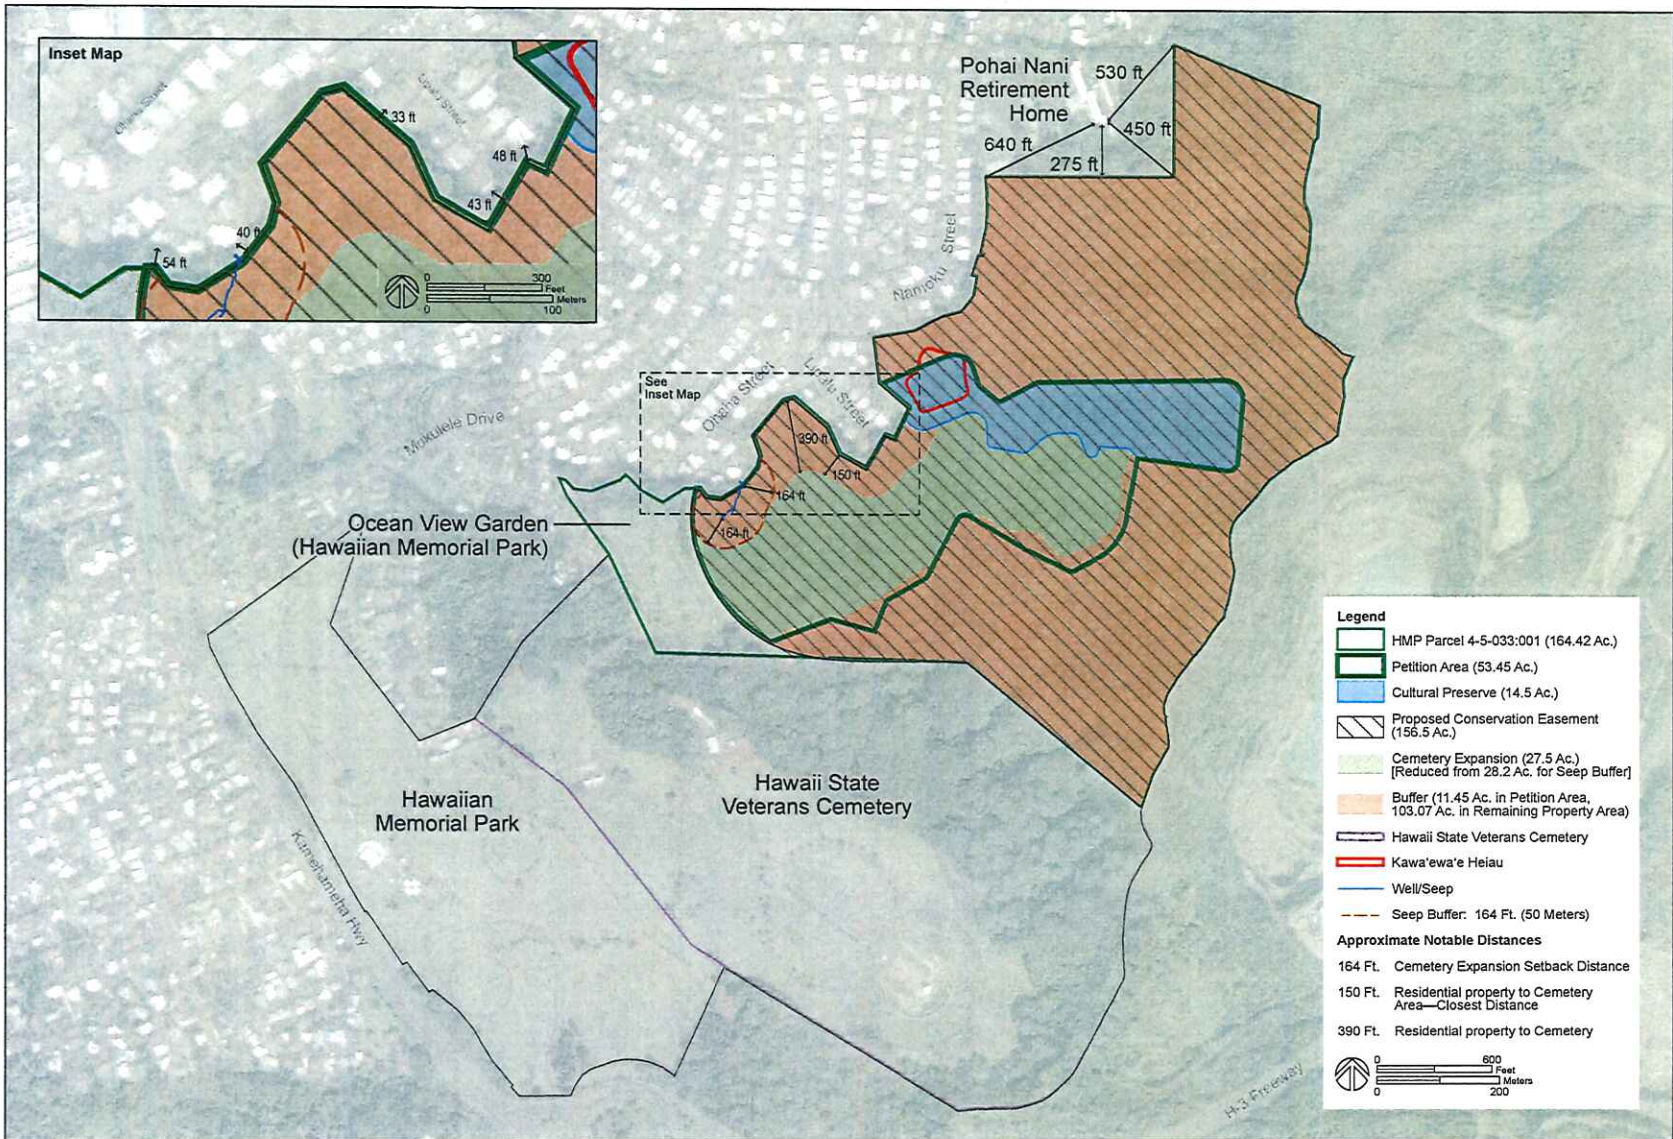 Inset Map
Ohaha Street
Lipalu Street
33 ft
48 ft
43 ft
40 ft
54 ft
0 300
Feet
Meters
0 100
Pohai Nani
Retirement
Home
530 ft
450 ft
640 ft
275 ft
Namoku Street
See
Inset Map
Ohaha Street
Lipalu Street
Mokulele Drive
390 ft
150 ft
164 ft
164 ft
Ocean View Garden
(Hawaiian Memorial Park)
Hawaiian
Memorial Park
Hawaii State
Veterans Cemetery
Kamehameha Hwy
H-3 Freeway
Legend
HMP Parcel 4-5-033:001 (164.42 Ac.)
Petition Area (53.45 Ac.)
Cultural Preserve (14.5 Ac.)
Proposed Conservation Easement
(156.5 Ac.)
Cemetery Expansion (27.5 Ac.)
[Reduced from 28.2 Ac. for Seep Buffer]
Buffer (11.45 Ac. in Petition Area,
103.07 Ac. in Remaining Property Area)
Hawaii State Veterans Cemetery
Kawa'ewa'e Heiau
Well/Seep
Seep Buffer: 164 Ft. (50 Meters)
Approximate Notable Distances
164 Ft. Cemetery Expansion Setback Distance
150 Ft. Residential property to Cemetery
Area—Closest Distance
390 Ft. Residential property to Cemetery
0 600
Feet
Meters
0 200